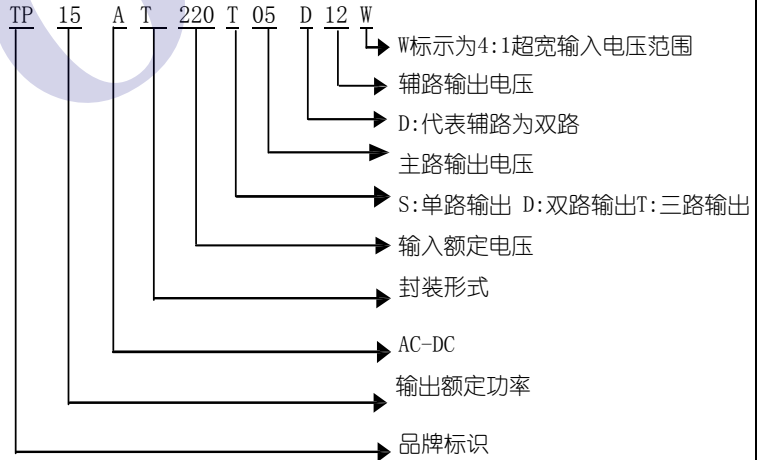 TP 15 A T 220 T 05 D 12 W
W标示为4:1超宽输入电压范围
辅路输出电压
D:代表辅路为双路
主路输出电压
S:单路输出 D:双路输出T:三路输出
输入额定电压
封装形式
AC-DC
输出额定功率
品牌标识